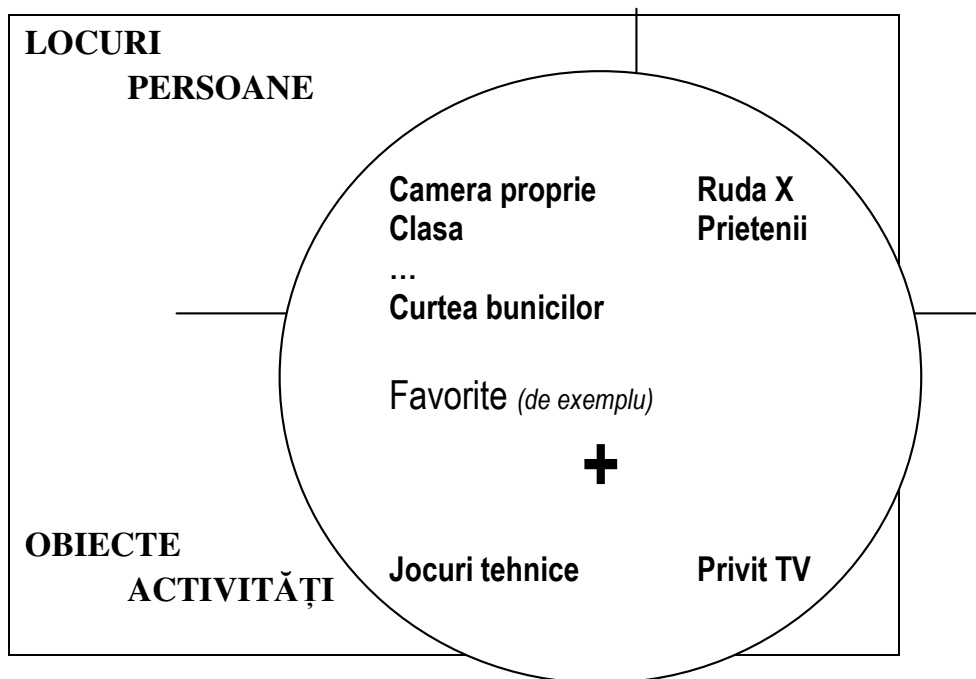 LOCURI
PERSOANE
Camera proprie Ruda X
Clasa Prietenii
...
Curtea bunicilor
Favorite (de exemplu)
+
OBIECTE
ACTIVITĂȚI
Jocuri tehnice Privit TV